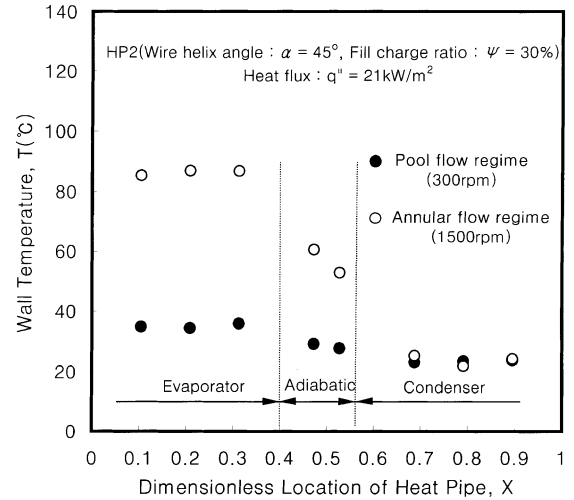 140
120
100
80
60
40
20
0
Wall Temperature, T(℃)
HP2(Wire helix angle : α = 45°, Fill charge ratio : Ψ = 30%)
Heat flux : q" = 21kW/m²
Pool flow regime
(300rpm)
Annular flow regime
(1500rpm)
Evaporator Adiabatic Condenser
0 0.1 0.2 0.3 0.4 0.5 0.6 0.7 0.8 0.9 1
Dimensionless Location of Heat Pipe, X